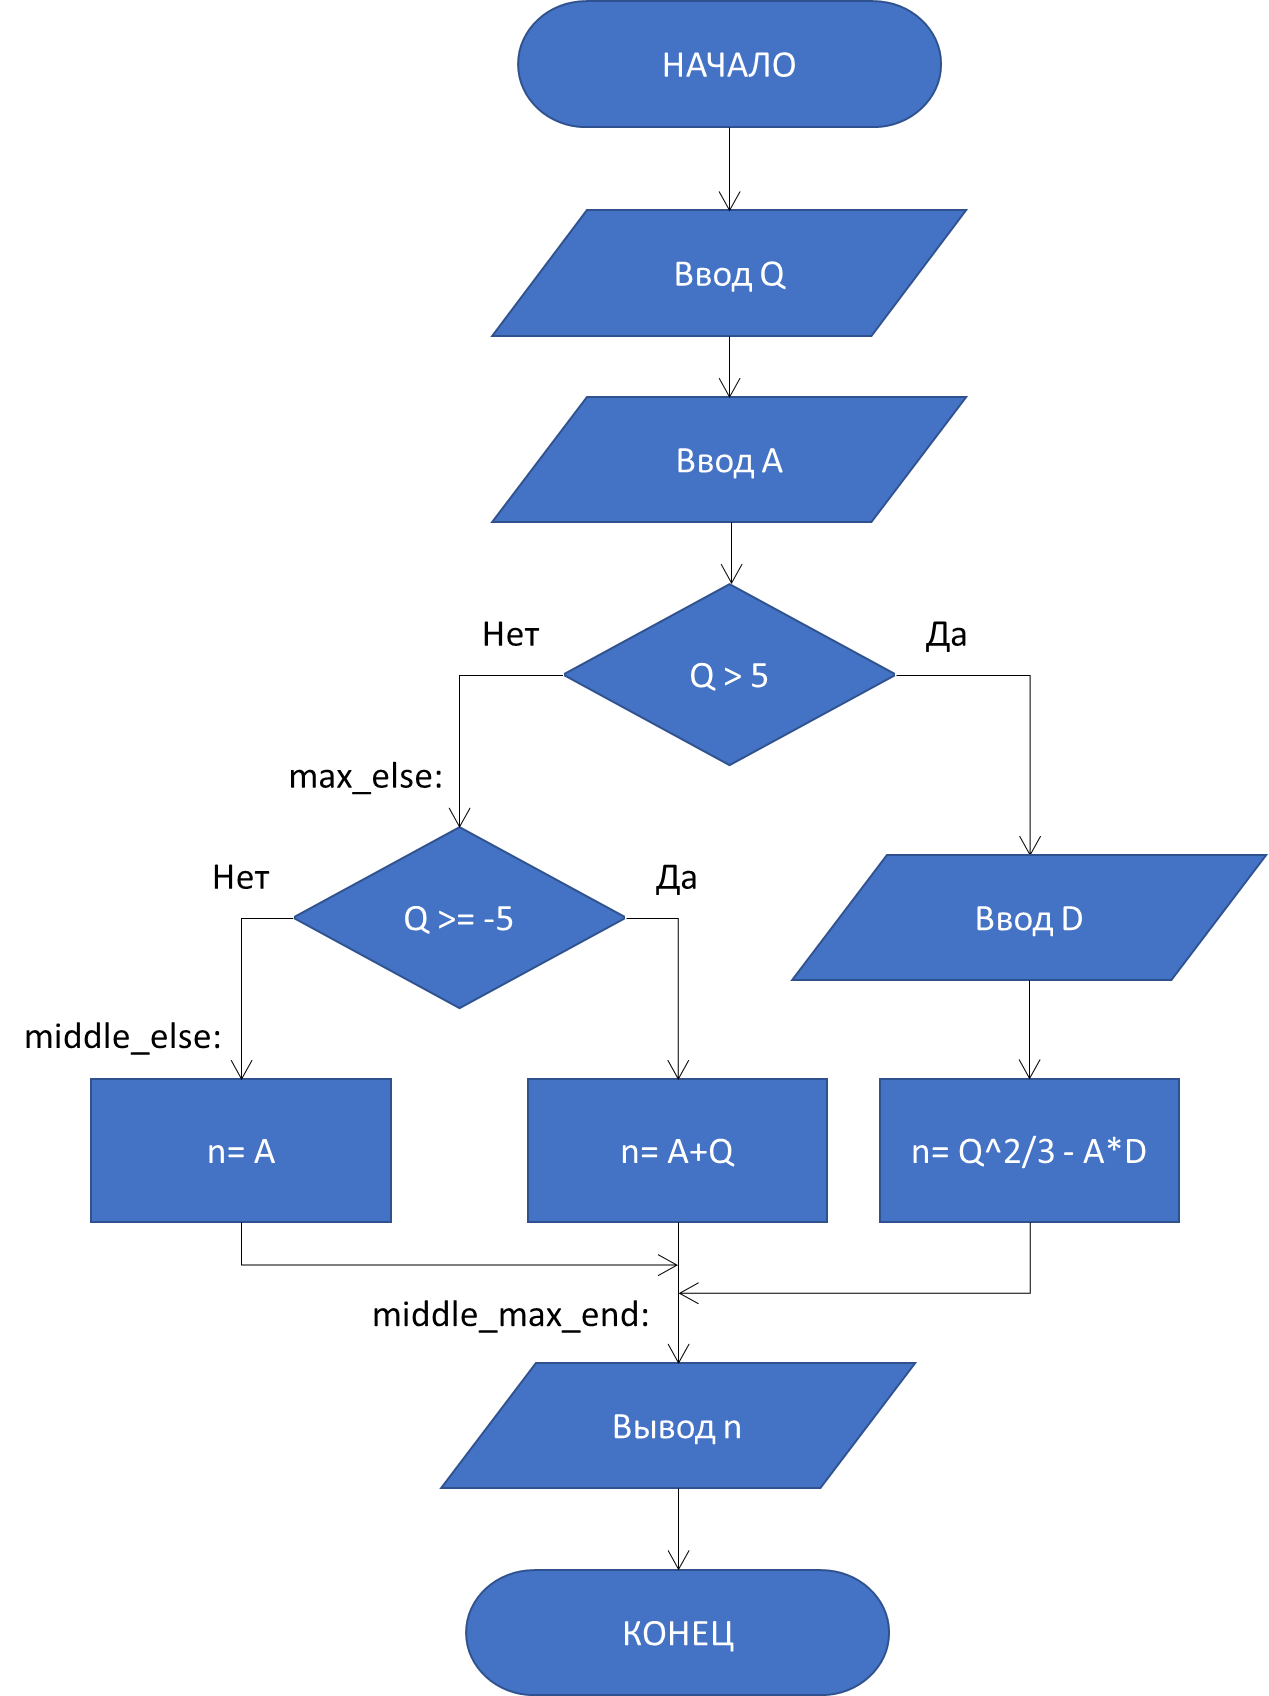 НАЧАЛО
Ввод Q
Ввод A
Нет
Да
Q > 5
max_else:
Нет
Да
Q >= -5
Ввод D
middle_else:
n= A
n= A+Q
n= Q^2/3 - A*D
middle_max_end:
Вывод n
КОНЕЦ